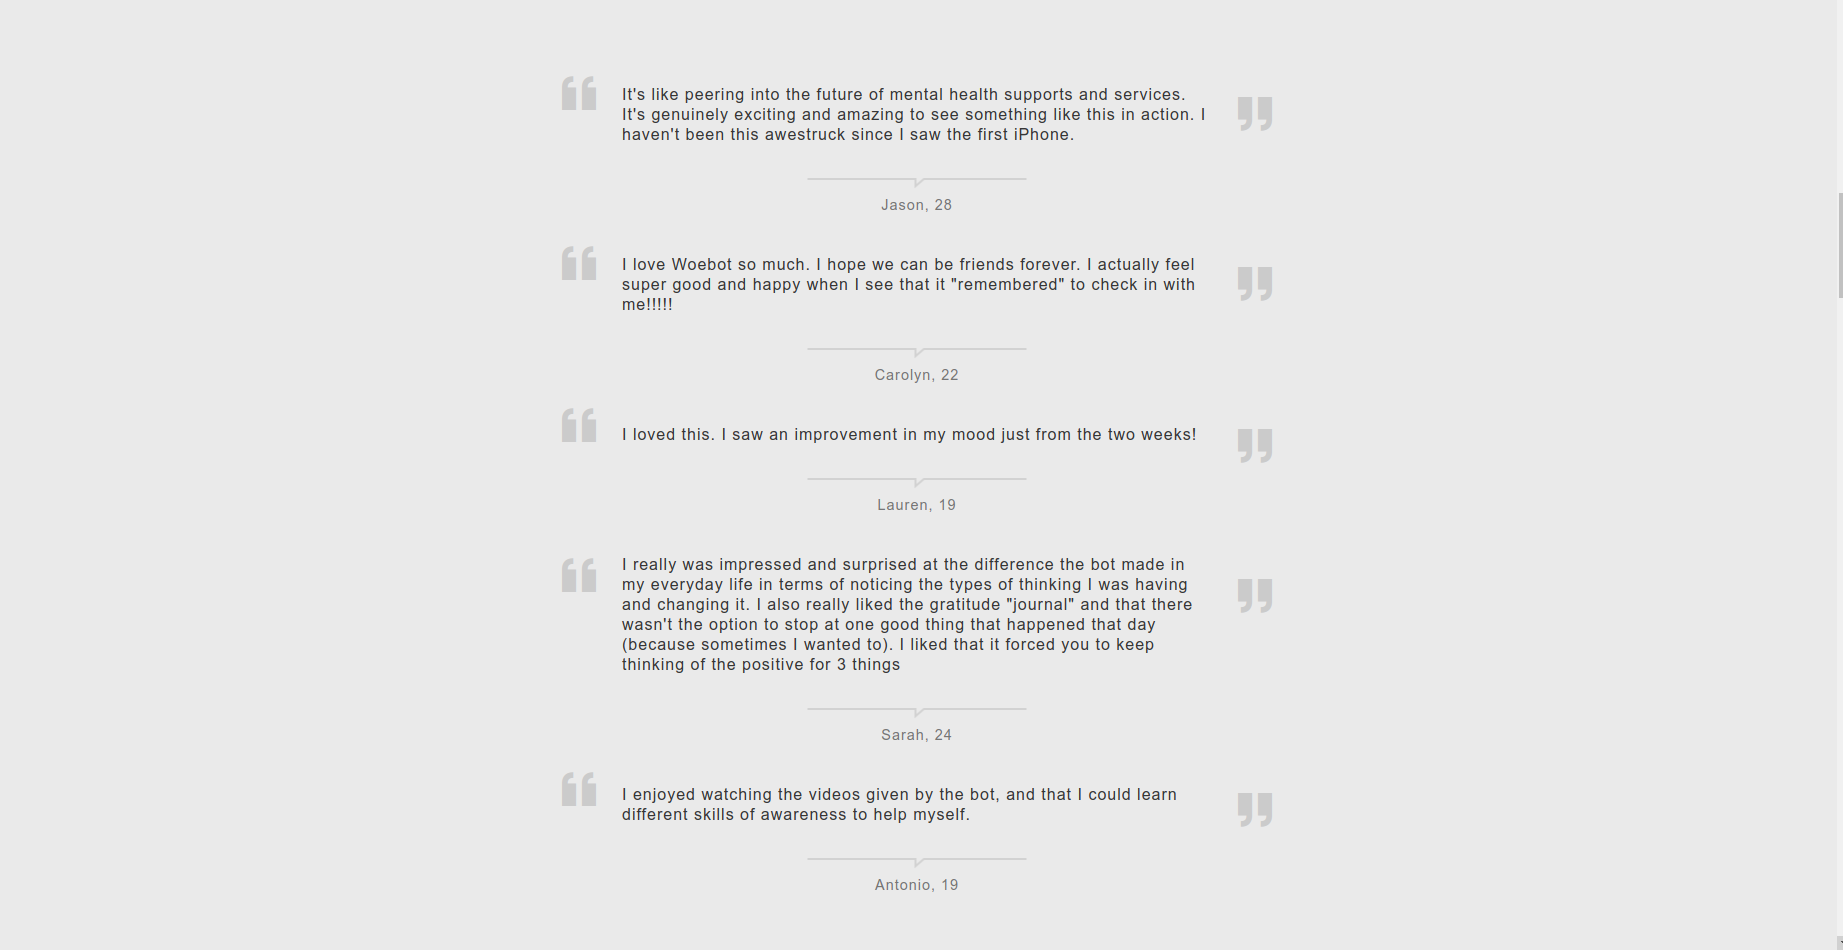 It's like peering into the future of mental health supports and services.
It's genuinely exciting and amazing to see something like this in action. I
haven't been this awestruck since I saw the first iPhone.
Jason, 28
I love Woebot so much. I hope we can be friends forever. I actually feel
super good and happy when I see that it "remembered" to check in with
me!!!!!
Carolyn, 22
I loved this. I saw an improvement in my mood just from the two weeks!
Lauren, 19
I really was impressed and surprised at the difference the bot made in
my everyday life in terms of noticing the types of thinking I was having
and changing it. I also really liked the gratitude "journal" and that there
wasn't the option to stop at one good thing that happened that day
(because sometimes I wanted to). I liked that it forced you to keep
thinking of the positive for 3 things
Sarah, 24
I enjoyed watching the videos given by the bot, and that I could learn
different skills of awareness to help myself.
Antonio, 19